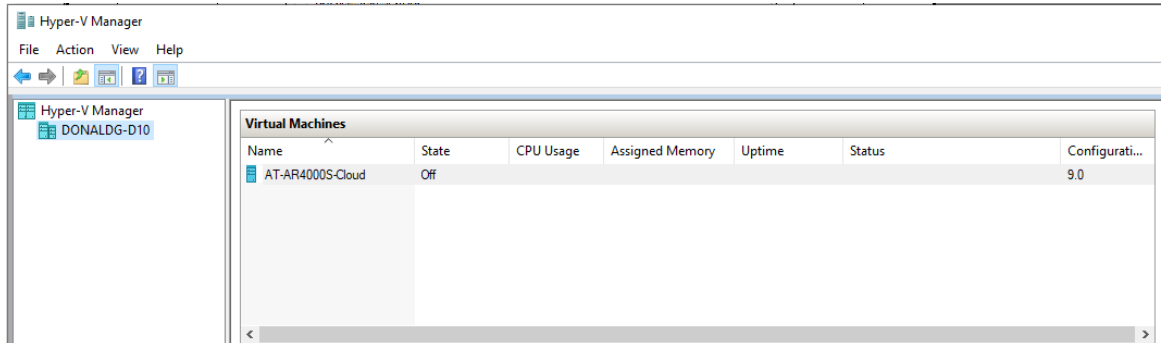 Hyper-V Manager
File Action View Help
Hyper-V Manager
DONALDG-D10
Virtual Machines
Name State CPU Usage Assigned Memory Uptime Status Configurati...
AT-AR4000S-Cloud Off 9.0